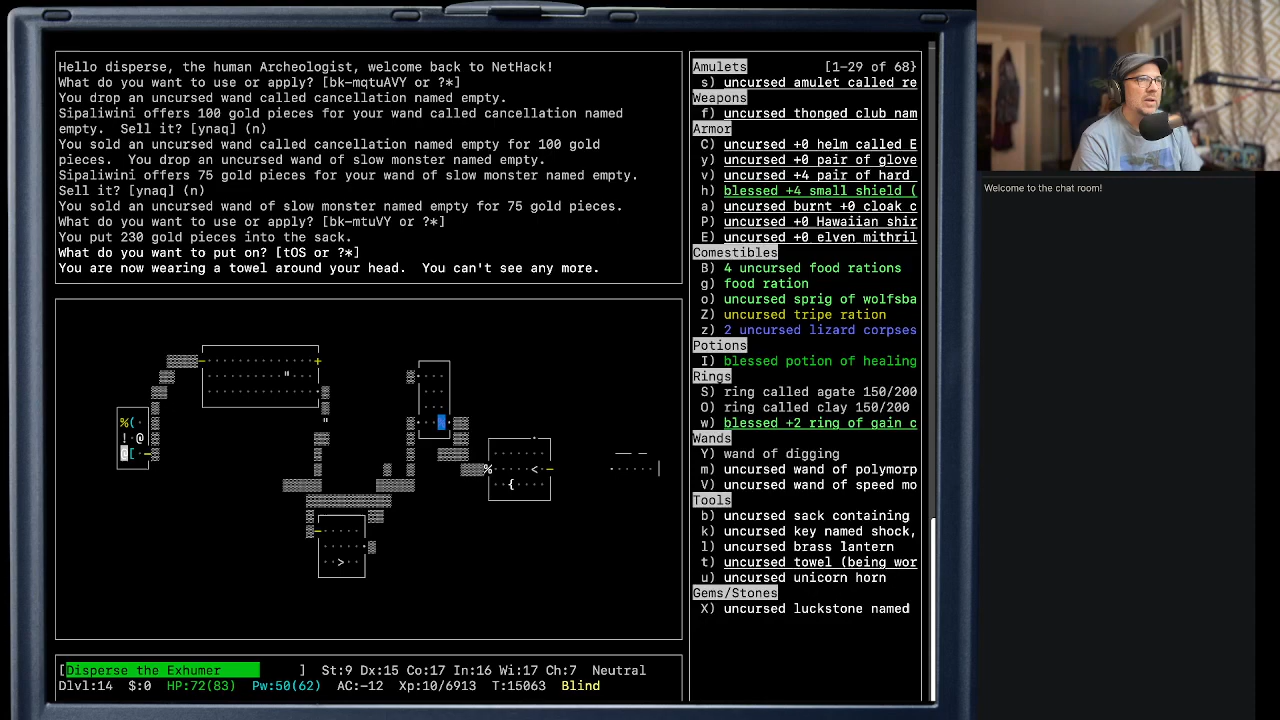 Hello disperse, the human Archeologist, welcome back to NetHack!
What do you want to use or apply? [bk-mqtuAVY or ?*]
You drop an uncursed wand called cancellation named empty.
Sipaliwini offers 100 gold pieces for your wand called cancellation named
empty.  Sell it? [ynaq] (n)
You sold an uncursed wand called cancellation named empty for 100 gold
pieces.  You drop an uncursed wand of slow monster named empty.
Sipaliwini offers 75 gold pieces for your wand of slow monster named empty.
Sell it? [ynaq] (n)
You sold an uncursed wand of slow monster named empty for 75 gold pieces.
What do you want to use or apply? [bk-mtuVY or ?*]
You put 230 gold pieces into the sack.
What do you want to put on? [tOS or ?*]
You are now wearing a towel around your head.  You can't see any more.
[Disperse the Exhumer ] St:9 Dx:15 Co:17 In:16 Wi:17 Ch:7 Neutral
Dlvl:14 $:0 HP:72(83) Pw:50(62) AC:-12 Xp:10/6913 T:15063 Blind
Amulets [1-29 of 68}
s) uncursed amulet called re
Weapons
f) uncursed thonged club nam
Armor
C) uncursed +0 helm called E
y) uncursed +0 pair of glove
v) uncursed +4 pair of hard
h) blessed +4 small shield (
a) uncursed burnt +0 cloak c
P) uncursed +0 Hawaiian shir
E) uncursed +0 elven mithril
Comestibles
B) 4 uncursed food rations
g) food ration
o) uncursed sprig of wolfsba
Z) uncursed tripe ration
z) 2 uncursed lizard corpses
Potions
I) blessed potion of healing
Rings
S) ring called agate 150/200
O) ring called clay 150/200
w) blessed +2 ring of gain c
Wands
Y) wand of digging
m) uncursed wand of polymorp
V) uncursed wand of speed mo
Tools
b) uncursed sack containing
k) uncursed key named shock,
l) uncursed brass lantern
t) uncursed towel (being wor
u) uncursed unicorn horn
Gems/Stones
X) uncursed luckstone named
Welcome to the chat room!